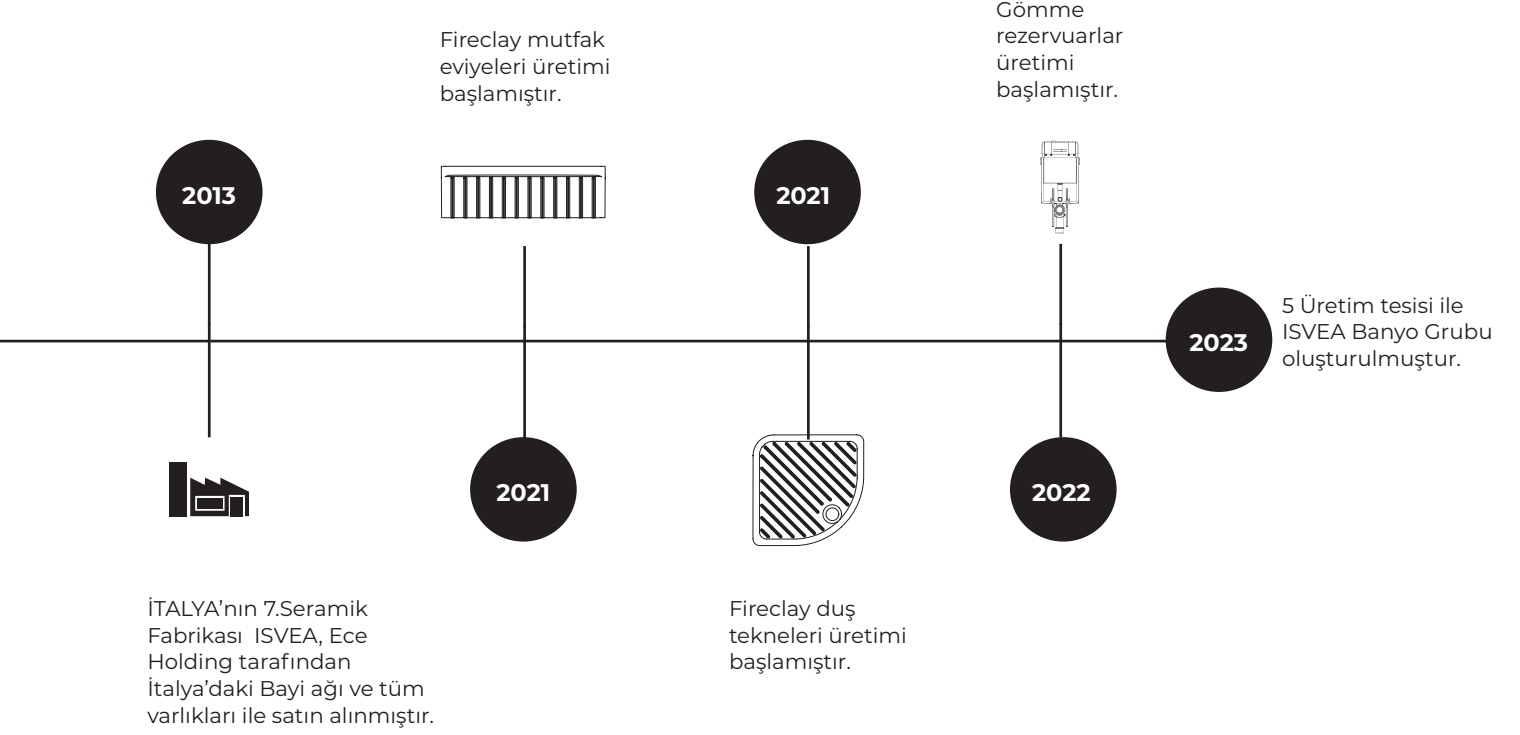 2013
İTALYA’nın 7.Seramik
Fabrikası ISVEA, Ece
Holding tarafından
İtalya’daki Bayi ağı ve tüm
varlıkları ile satın alınmıştır.
Fireclay mutfak
eviyeleri üretimi
başlamıştır.
2021
2021
Fireclay duş
tekneleri üretimi
başlamıştır.
Gömme
rezervuarlar
üretimi
başlamıştır.
2022
2023
5 Üretim tesisi ile
ISVEA Banyo Grubu
oluşturulmuştur.